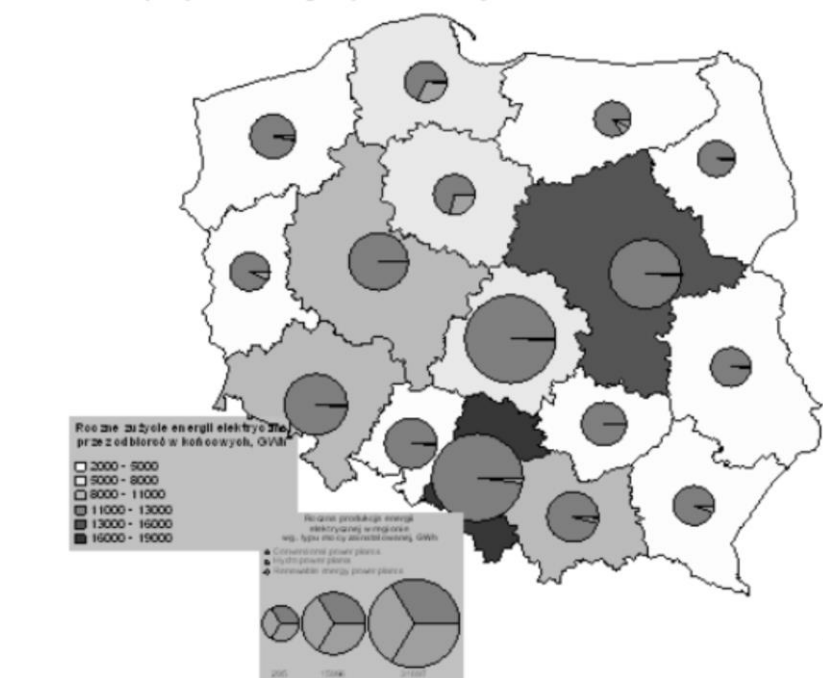 Roczne zużycie energii elektrycznej
przez odbiorców końcowych, GWh
2000 - 5000
5000 - 8000
8000 - 11000
11000 - 13000
13000 - 16000
16000 - 19000
Roczna produkcja energii
elektrycznej w regionie
wg. typu mocy zainstalowanej, GWh
Conventional power plants
Hydropower plants
Renewable energy power plants